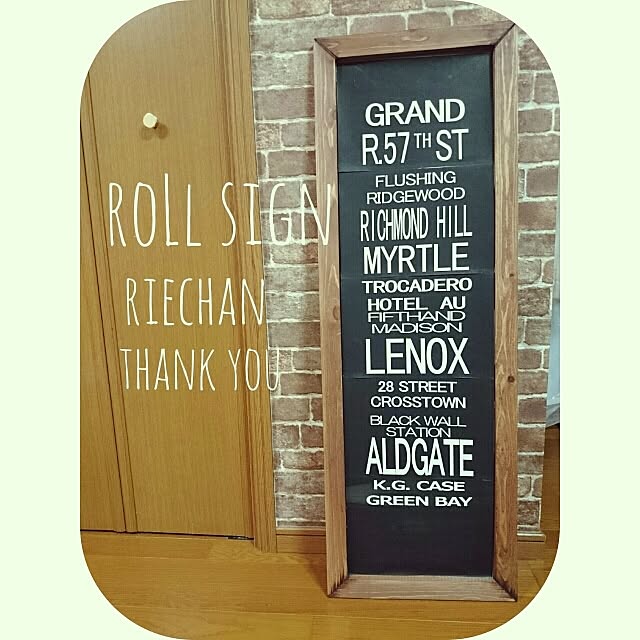 ROLL SIGN
RIECHAN
THANK YOU
GRAND
R.57TH ST
FLUSHING
RIDGEWOOD
RICHMOND HILL
MYRTLE
TROCADERO
HOTEL AU
FIFTHAND
MADISON
LENOX
28 STREET
CROSSTOWN
BLACK WALL
STATION
ALDGATE
K.G. CASE
GREEN BAY